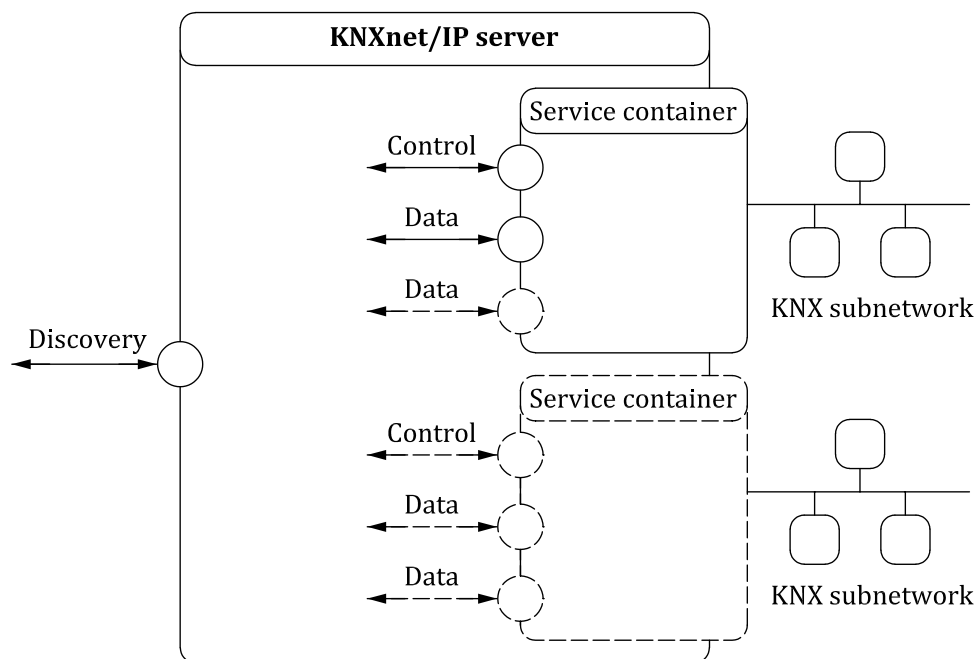 KNXnet/IP server
Service container
Control
Data
Data
KNX subnetwork
Discovery
Service container
Control
Data
Data
KNX subnetwork